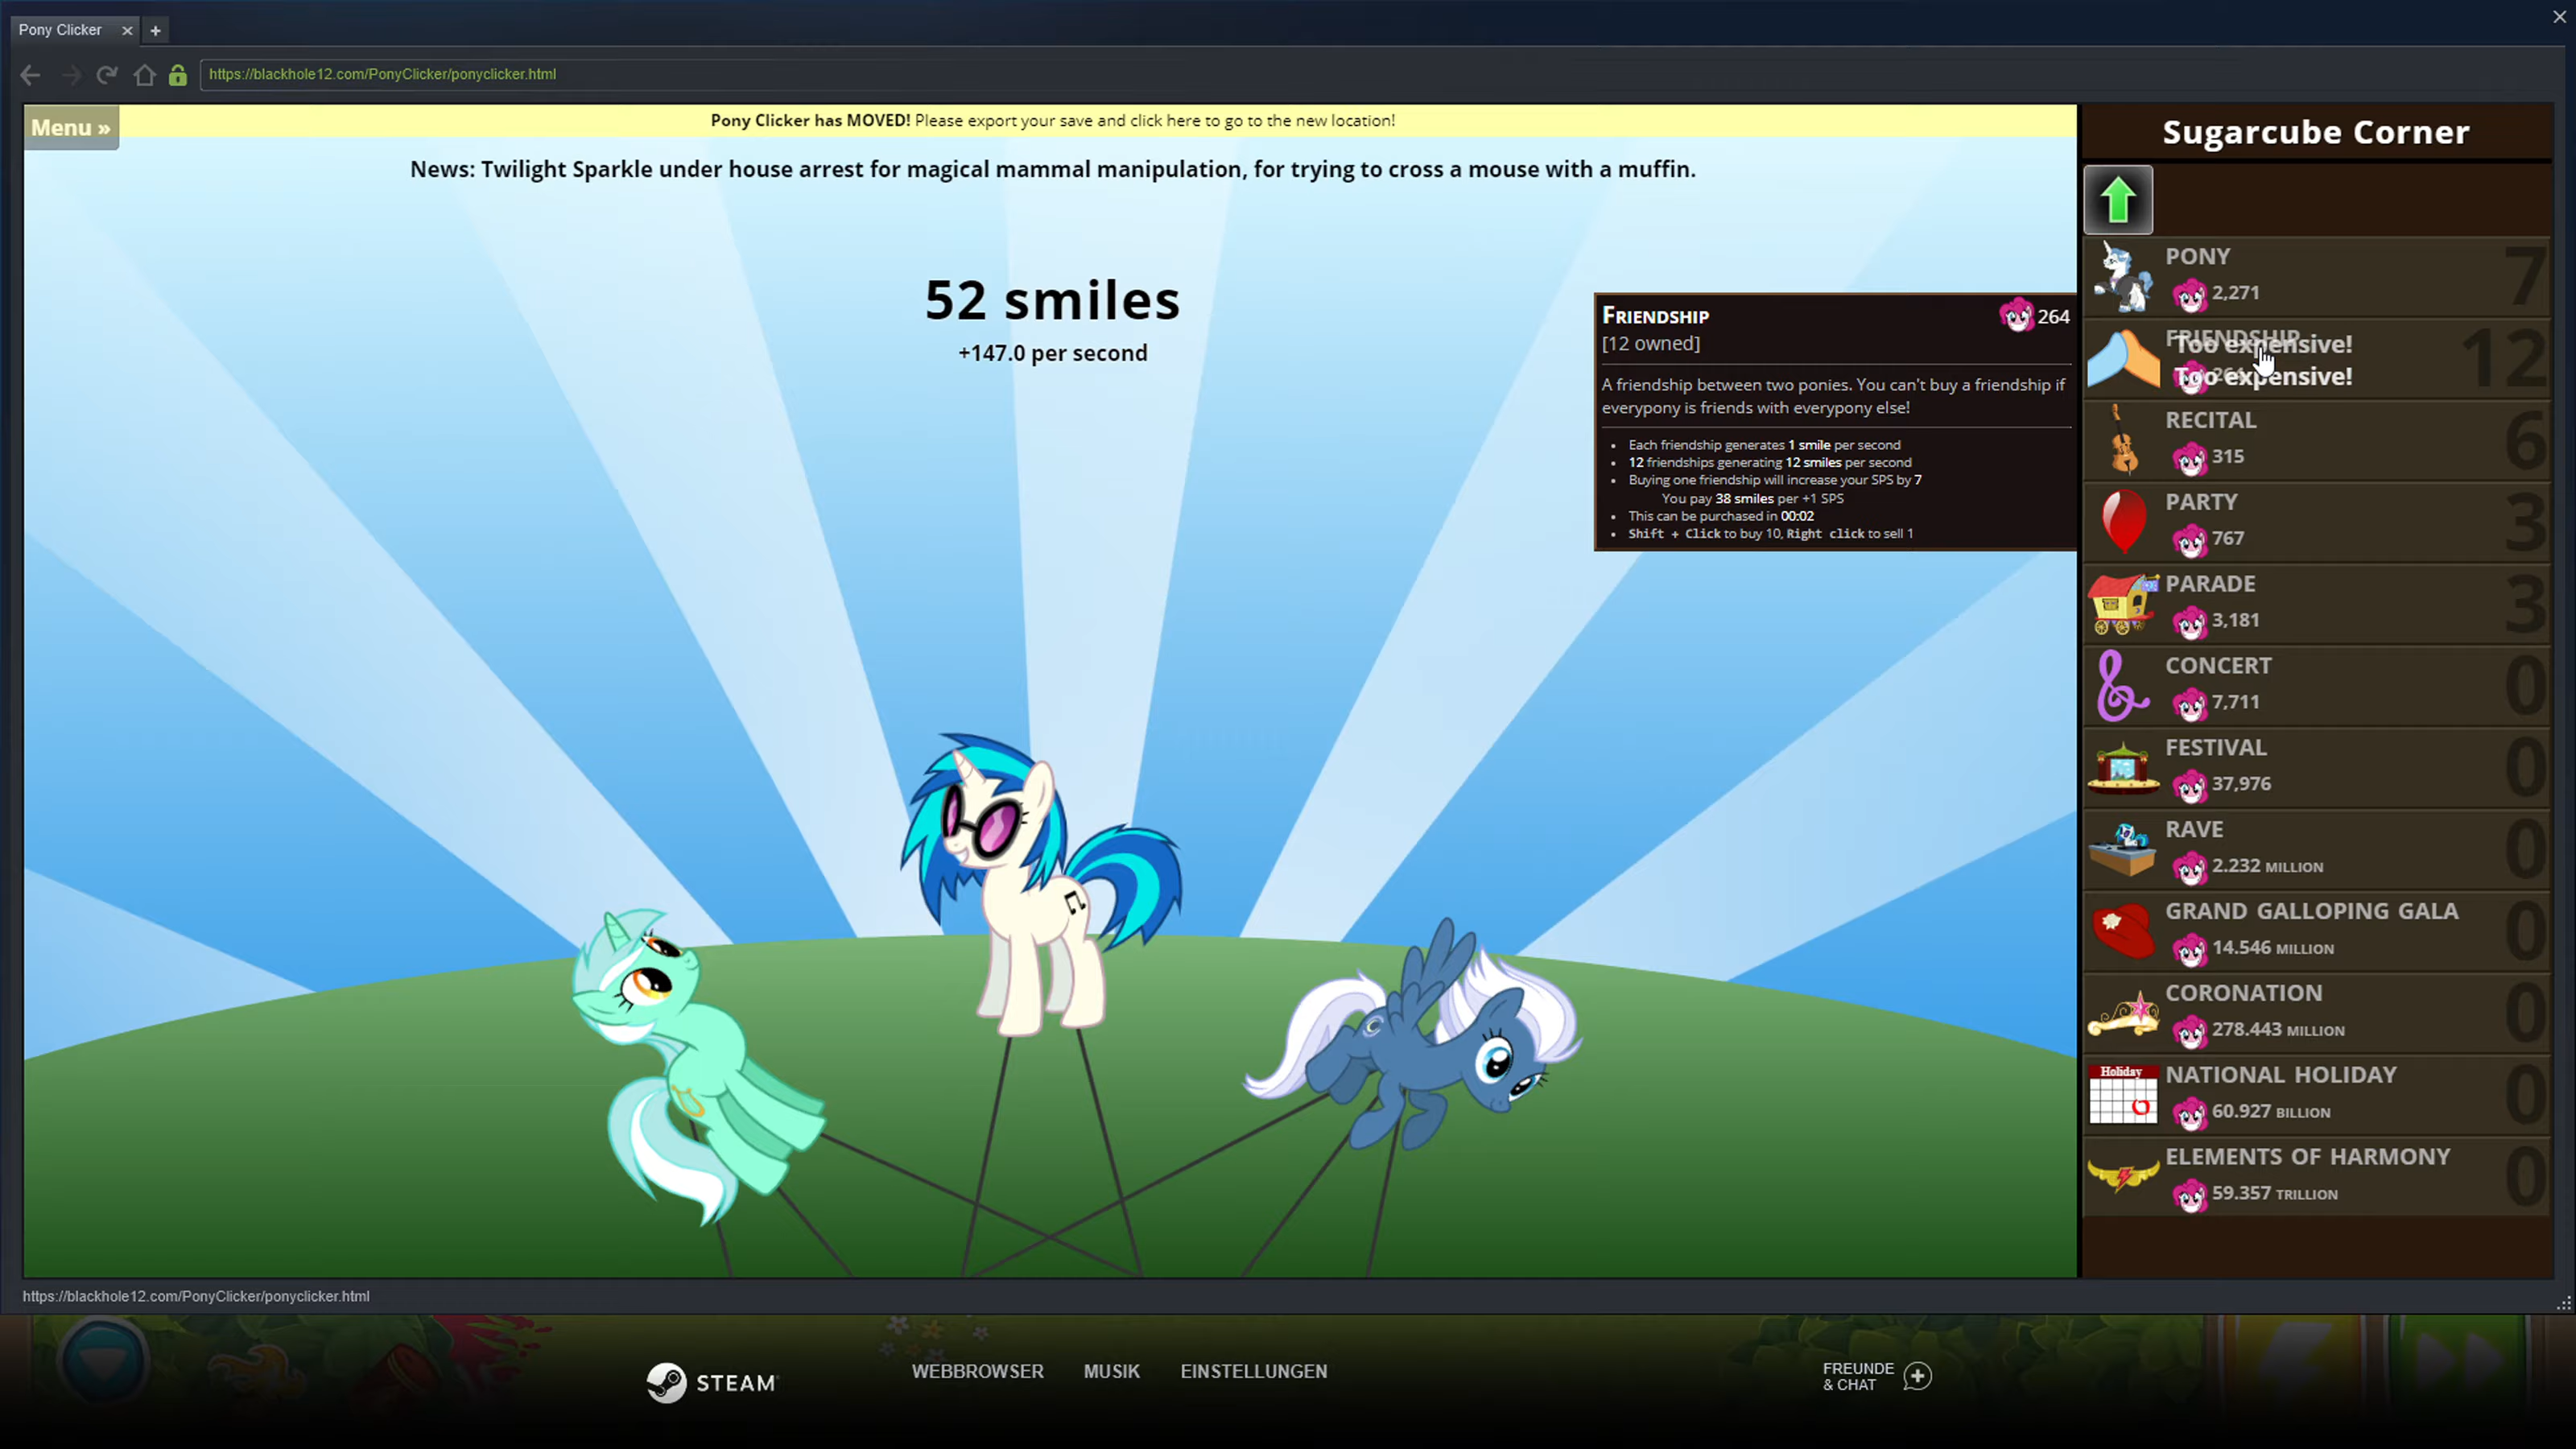 Pony Clicker
https://blackhole12.com/PonyClicker/ponyclicker.html
Menu »
Pony Clicker has MOVED! Please export your save and click here to go to the new location!
News: Twilight Sparkle under house arrest for magical mammal manipulation, for trying to cross a mouse with a muffin.
52 smiles
+147.0 per second
FRIENDSHIP
264
[12 owned]
A friendship between two ponies. You can't buy a friendship if
everypony is friends with everypony else!
Each friendship generates 1 smile per second
12 friendships generating 12 smiles per second
Buying one friendship will increase your SPS by 7
You pay 38 smiles per +1 SPS
This can be purchased in 00:02
Shift + Click to buy 10, Right click to sell 1
Sugarcube Corner
PONY
2,271
7
FRIENDSHIP
Too expensive!
Too expensive!
12
RECITAL
315
6
PARTY
767
3
PARADE
3,181
3
CONCERT
7,711
0
FESTIVAL
37,976
0
RAVE
2.232 MILLION
0
GRAND GALLOPING GALA
14.546 MILLION
0
CORONATION
278.443 MILLION
0
Holiday
NATIONAL HOLIDAY
60.927 BILLION
0
ELEMENTS OF HARMONY
59.357 TRILLION
0
https://blackhole12.com/PonyClicker/ponyclicker.html
STEAM
WEBBROWSER
MUSIK
EINSTELLUNGEN
FREUNDE
& CHAT